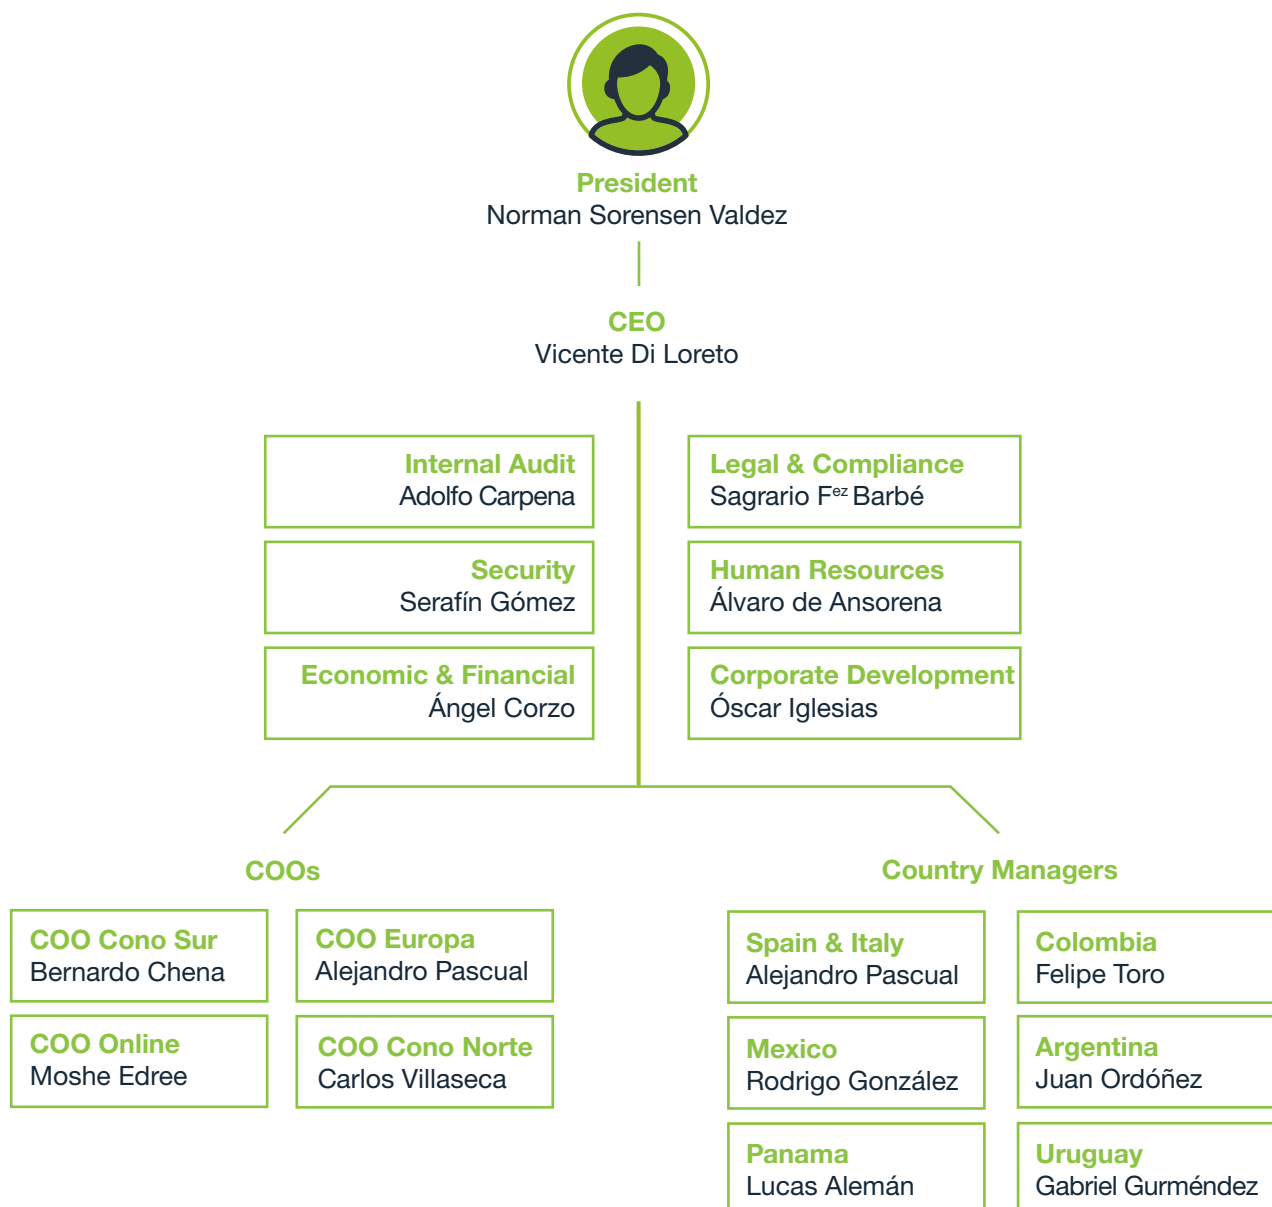 President
Norman Sorensen Valdez
CEO
Vicente Di Loreto
Internal Audit
Adolfo Carpena
Legal & Compliance
Sagrario Fez Barbé
Security
Serafín Gómez
Human Resources
Álvaro de Ansorena
Economic & Financial
Ángel Corzo
Corporate Development
Óscar Iglesias
COOs
COO Cono Sur
Bernardo Chena
COO Europa
Alejandro Pascual
COO Online
Moshe Edree
COO Cono Norte
Carlos Villaseca
Country Managers
Spain & Italy
Alejandro Pascual
Colombia
Felipe Toro
Mexico
Rodrigo González
Argentina
Juan Ordóñez
Panama
Lucas Alemán
Uruguay
Gabriel Gurméndez